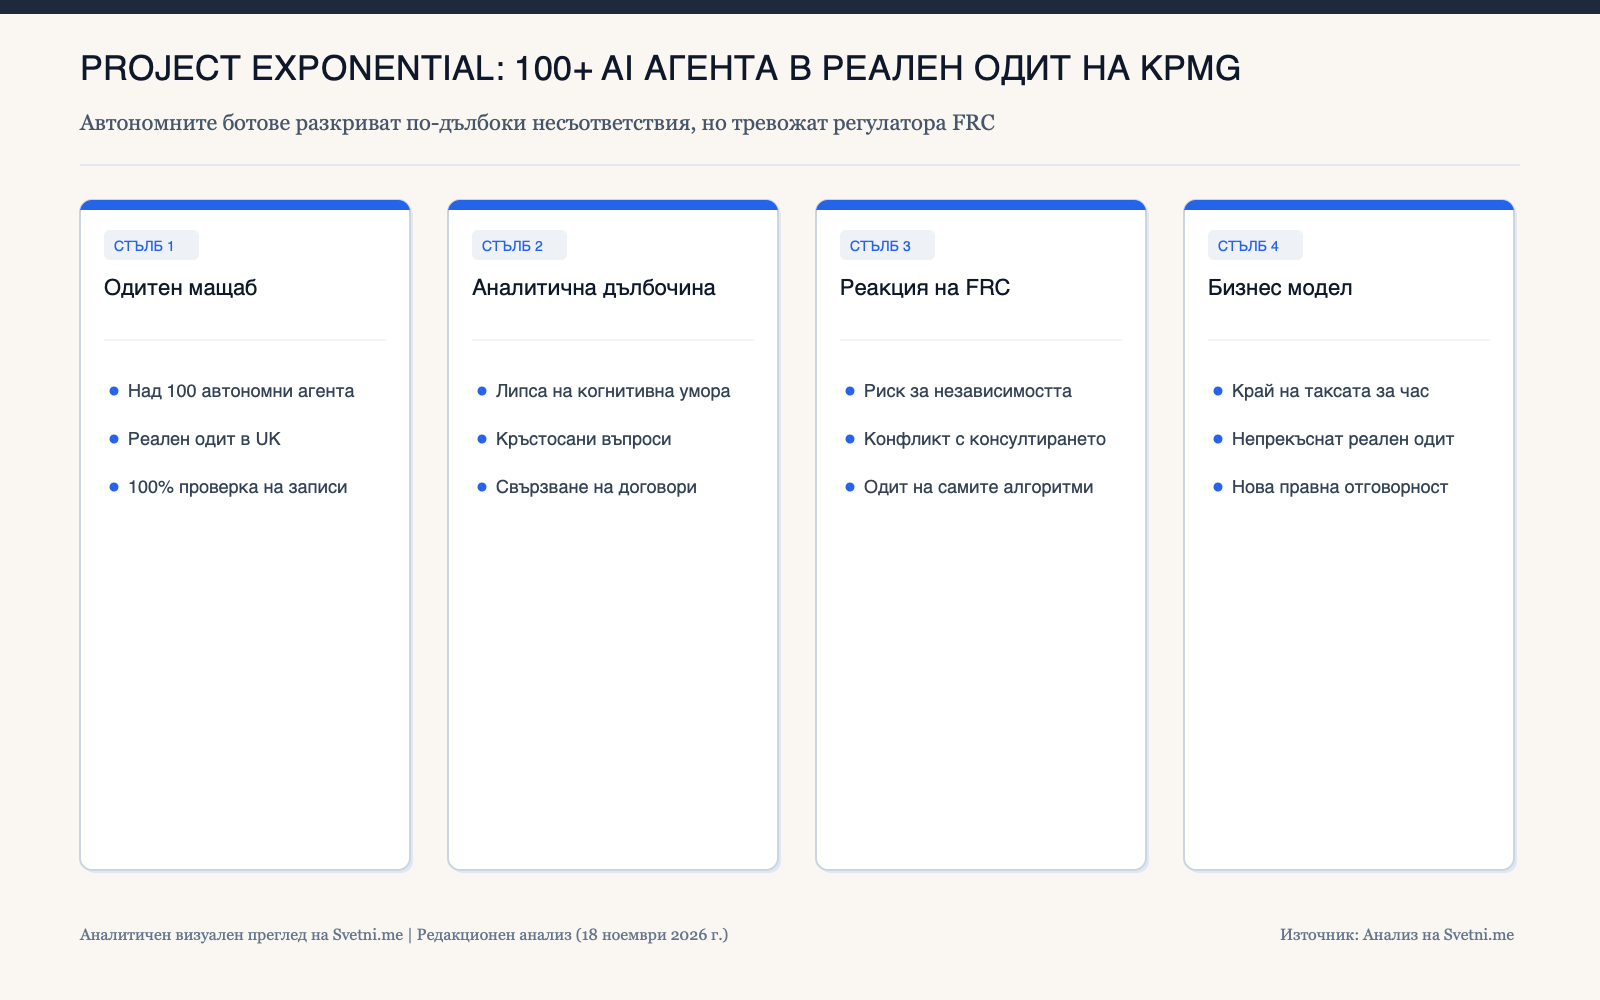 PROJECT EXPONENTIAL: 100+ AI АГЕНТА В РЕАЛЕН ОДИТ НА KPMG
Автономните ботове разкриват по-дълбоки несъответствия, но тревожат регулатора FRC
СТЪЛБ 1
Одитен мащаб
Над 100 автономни агента
Реален одит в UK
100% проверка на записи
СТЪЛБ 2
Аналитична дълбочина
Липса на когнитивна умора
Кръстосани въпроси
Свързване на договори
СТЪЛБ 3
Реакция на FRC
Риск за независимостта
Конфликт с консултирането
Одит на самите алгоритми
СТЪЛБ 4
Бизнес модел
Край на таксата за час
Непрекъснат реален одит
Нова правна отговорност
Аналитичен визуален преглед на Svetni.me | Редакционен анализ (18 ноември 2026 г.)
Източник: Анализ на Svetni.me